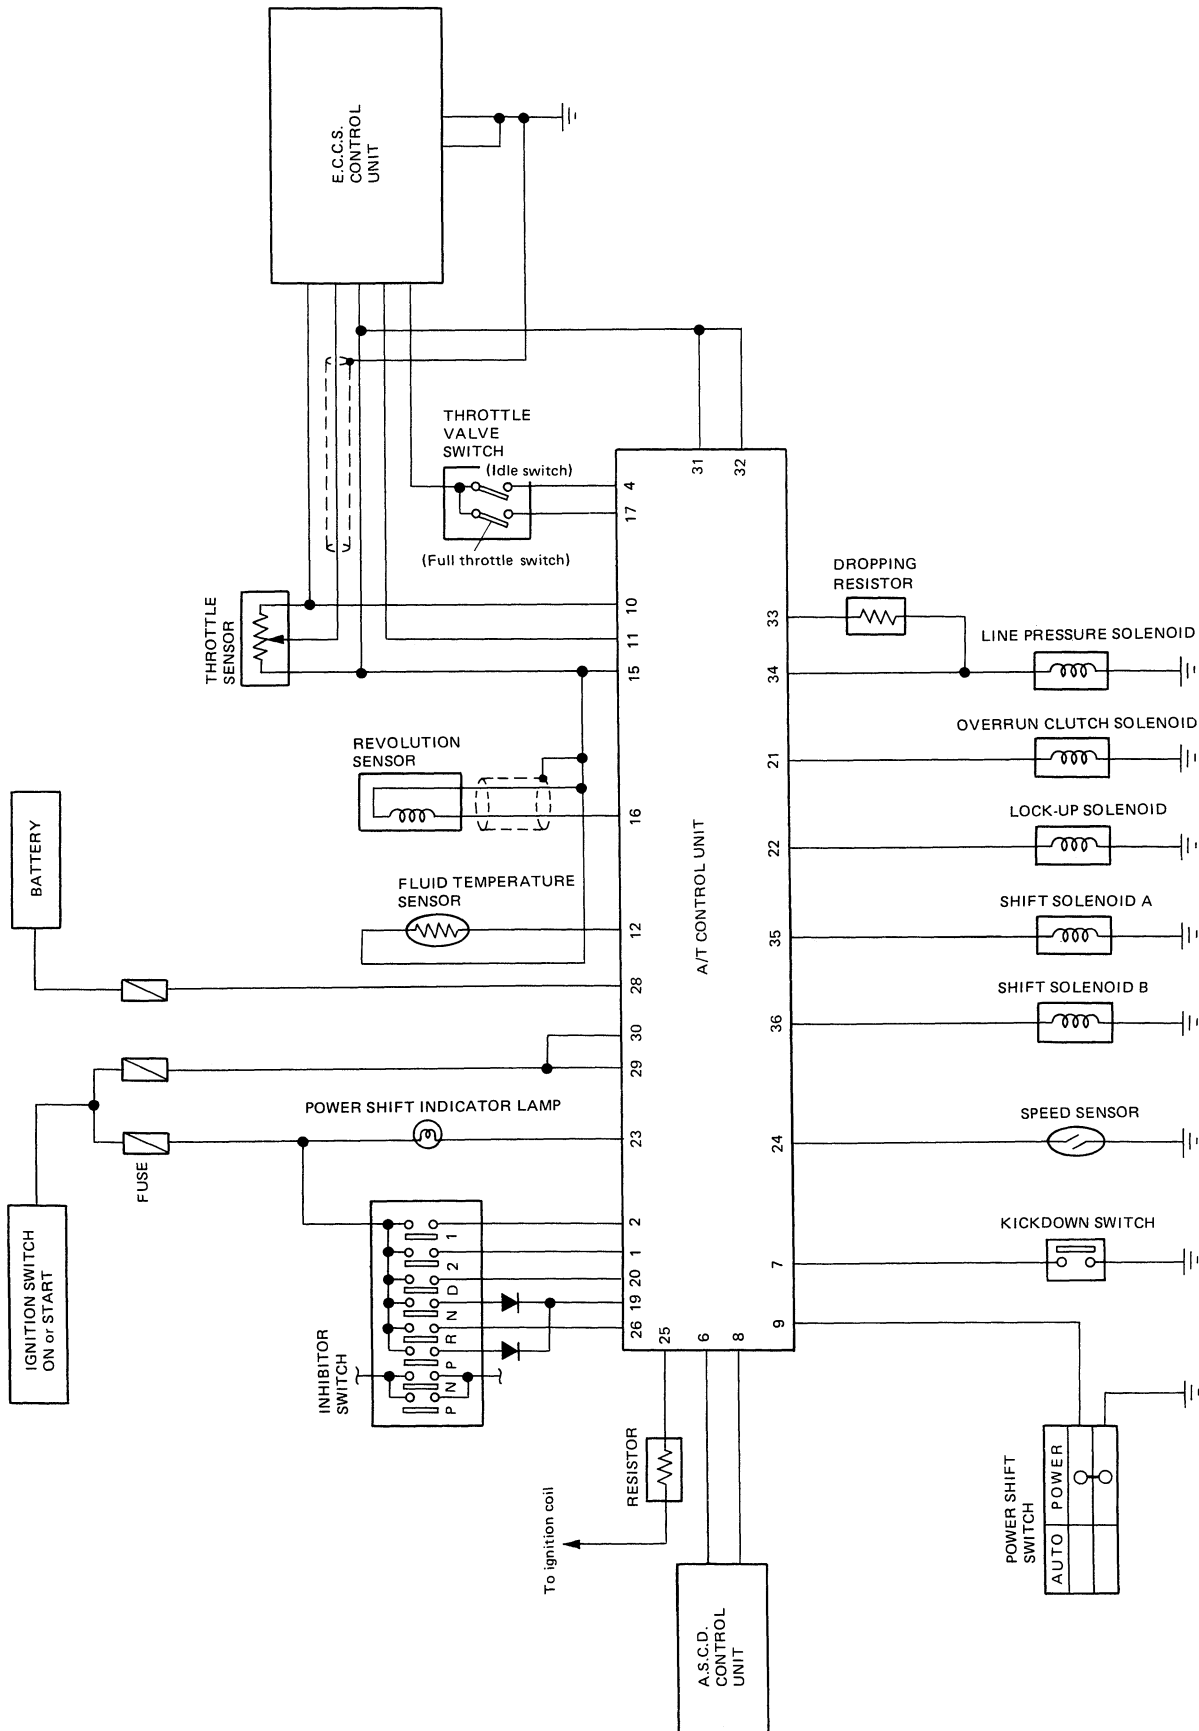 E.C.C.S.
CONTROL
UNIT
THROTTLE
VALVE
SWITCH
(Idle switch)
(Full throttle switch)
31
32
4
17
THROTTLE
SENSOR
10
11
15
DROPPING
RESISTOR
33
34
LINE PRESSURE SOLENOID
REVOLUTION
SENSOR
16
OVERRUN CLUTCH SOLENOID
21
BATTERY
LOCK-UP SOLENOID
22
FLUID TEMPERATURE
SENSOR
12
A/T CONTROL UNIT
SHIFT SOLENOID A
35
28
SHIFT SOLENOID B
36
30
29
POWER SHIFT INDICATOR LAMP
23
FUSE
SPEED SENSOR
24
IGNITION SWITCH
ON or START
INHIBITOR
SWITCH
1
2
D
N
R
P
N
P
2
1
20
19
26
KICKDOWN SWITCH
7
9
25
6
8
RESISTOR
To ignition coil
POWER SHIFT
SWITCH
AUTO
POWER
A.S.C.D.
CONTROL
UNIT